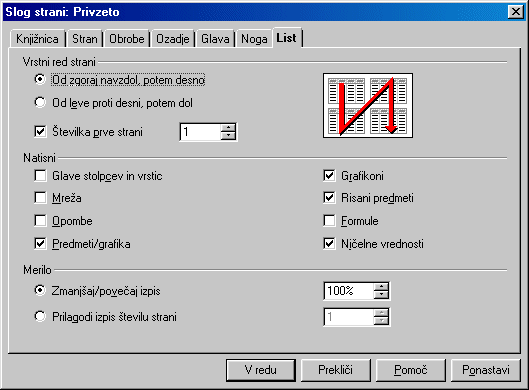 Slog strani: Privzeto
Knjižnica Stran Obrobe Ozadje Glava Noga List
Vrstni red strani
Od zgoraj navzdol, potem desno
Od leve proti desni, potem dol
Številka prve strani 1
Natisni
Glave stolpcev in vrstic Grafikoni
Mreža Risani predmeti
Opombe Formule
Predmeti/grafika Ničelne vrednosti
Merilo
Zmanjšaj/povečaj izpis 100%
Prilagodi izpis številu strani 1
V redu Prekliči Pomoč Ponastavi